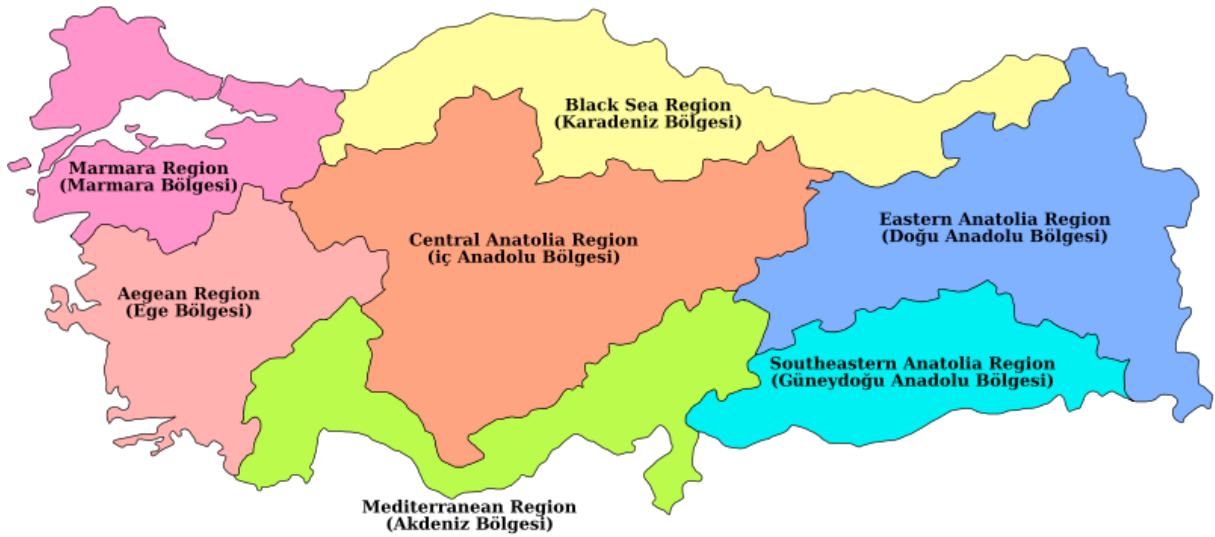 Black Sea Region
(Karadeniz Bölgesi)
Marmara Region
(Marmara Bölgesi)
Eastern Anatolia Region
(Doğu Anadolu Bölgesi)
Central Anatolia Region
(iç Anadolu Bölgesi)
Aegean Region
(Ege Bölgesi)
Southeastern Anatolia Region
(Güneydoğu Anadolu Bölgesi)
Mediterranean Region
(Akdeniz Bölgesi)